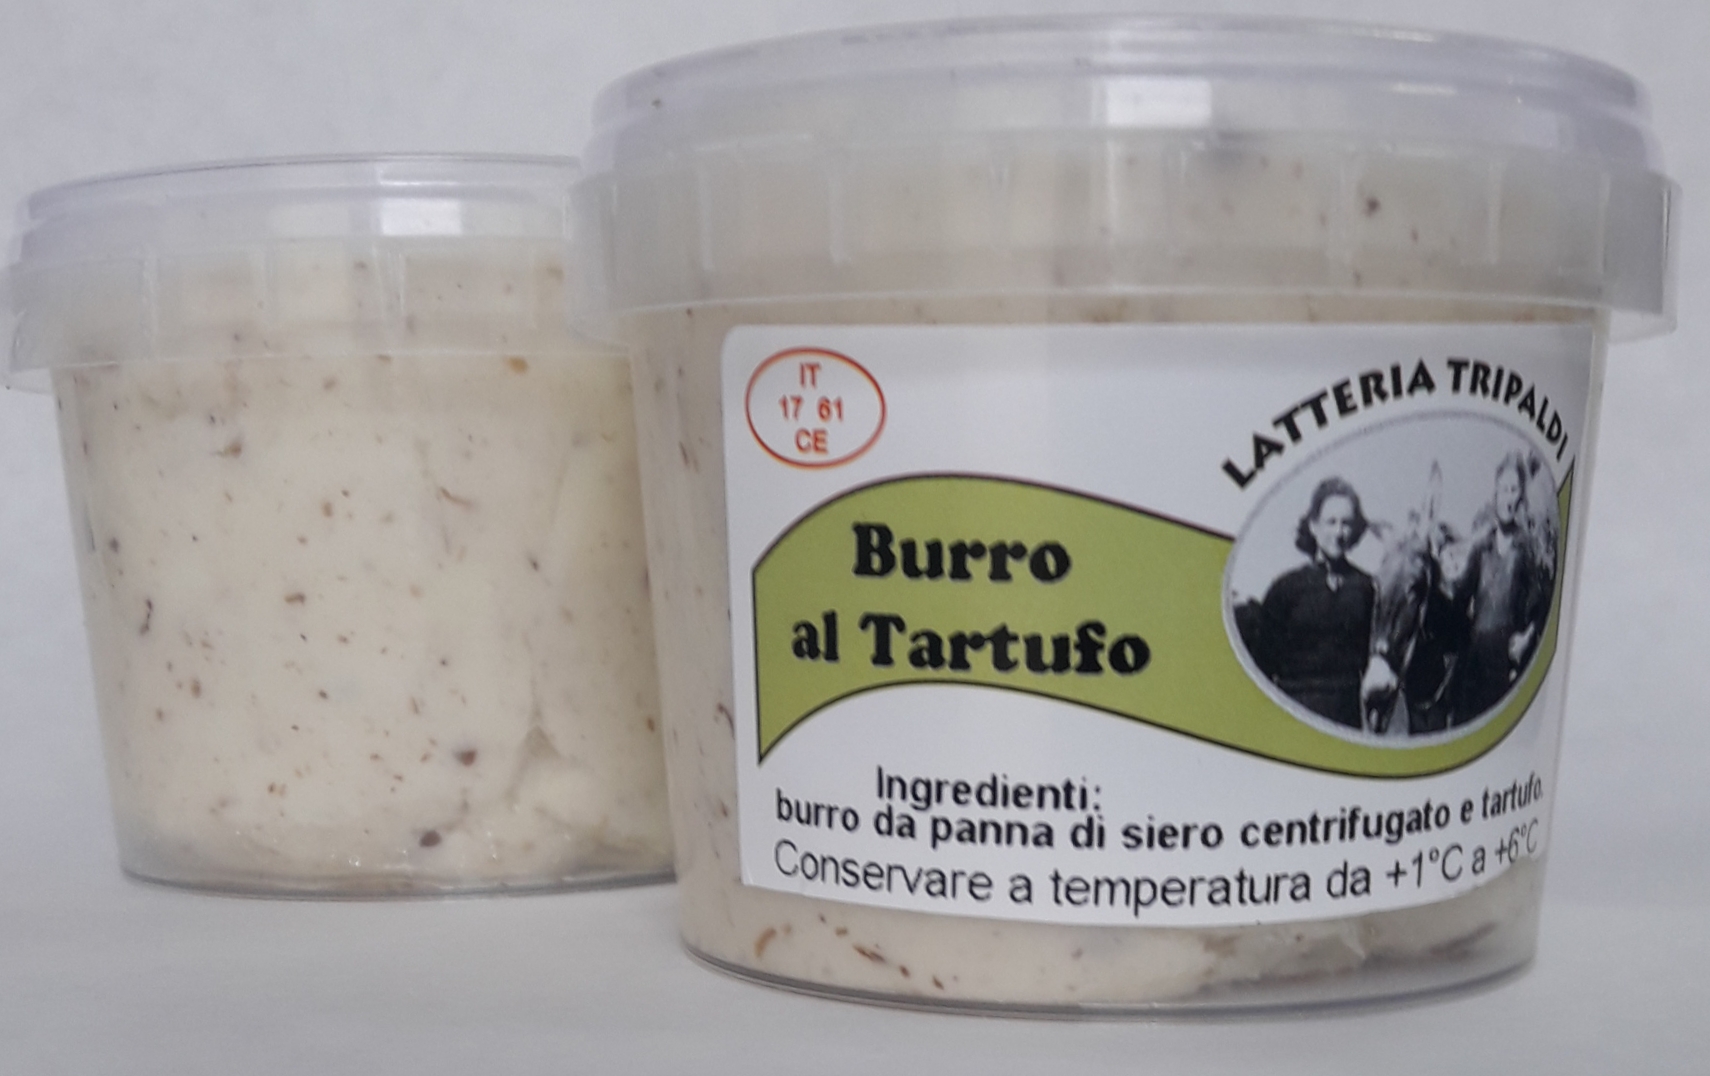 IT
17 61
CE
LATTERIA TRIPALDI
Burro
al Tartufo
Ingredienti:
burro da panna di siero centrifugato e tartufo.
Conservare a temperatura da +1°C a +6°C